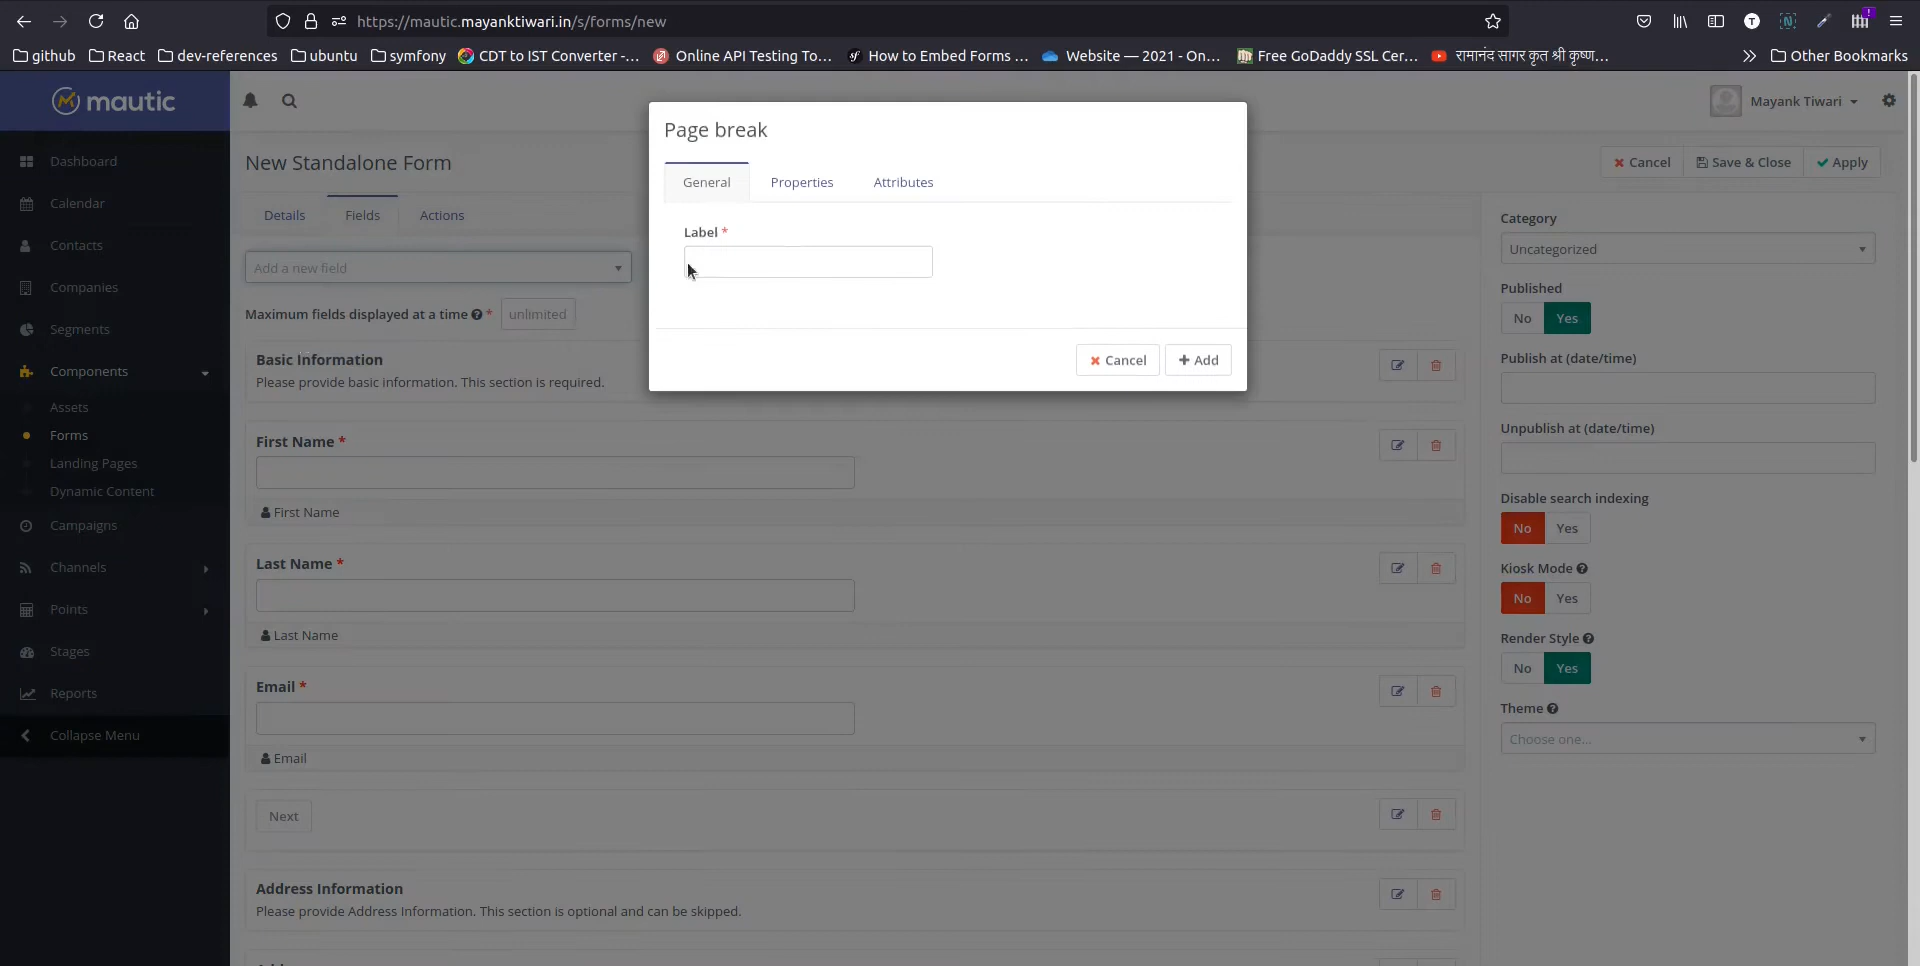 https://mautic.mayanktiwari.in/s/forms/new
github React dev-references ubuntu symfony CDT to IST Converter -... Online API Testing To... How to Embed Forms ... Website — 2021 - On... Free GoDaddy SSL Cer... रामानंद सागर कृत श्री कृष्ण... Other Bookmarks
mautic
Mayank Tiwari
Page break
General Properties Attributes
Label *
Cancel Add
Dashboard
Calendar
Contacts
Companies
Segments
Components
Assets
Forms
Landing Pages
Dynamic Content
Campaigns
Channels
Points
Stages
Reports
Collapse Menu
New Standalone Form
Cancel Save & Close Apply
Details Fields Actions
Add a new field
Maximum fields displayed at a time * unlimited
Basic Information
Please provide basic information. This section is required.
First Name *
First Name
Last Name *
Last Name
Email *
Email
Next
Address Information
Please provide Address Information. This section is optional and can be skipped.
Category
Uncategorized
Published
No Yes
Publish at (date/time)
Unpublish at (date/time)
Disable search indexing
No Yes
Kiosk Mode
No Yes
Render Style
No Yes
Theme
Choose one...